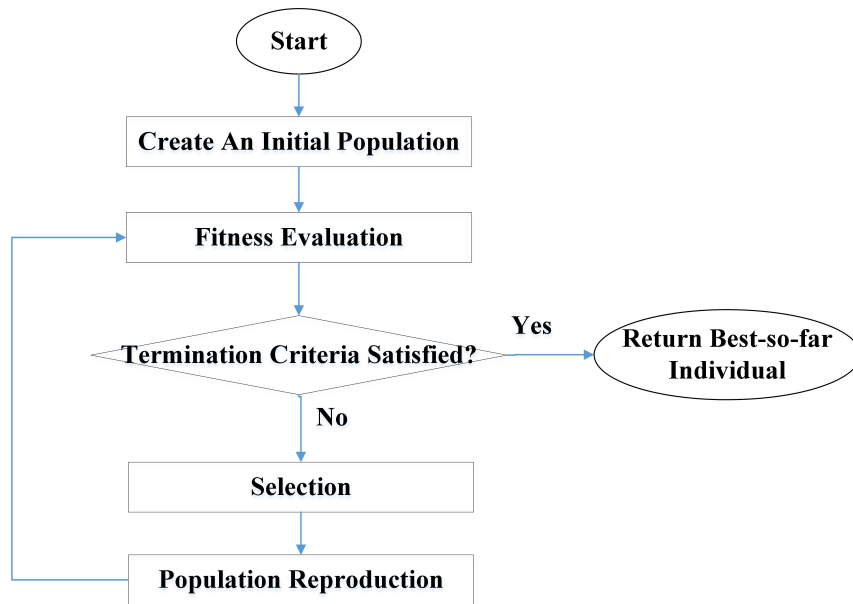 Start
Create An Initial Population
Fitness Evaluation
Termination Criteria Satisfied?
Yes
Return Best-so-far
Individual
No
Selection
Population Reproduction